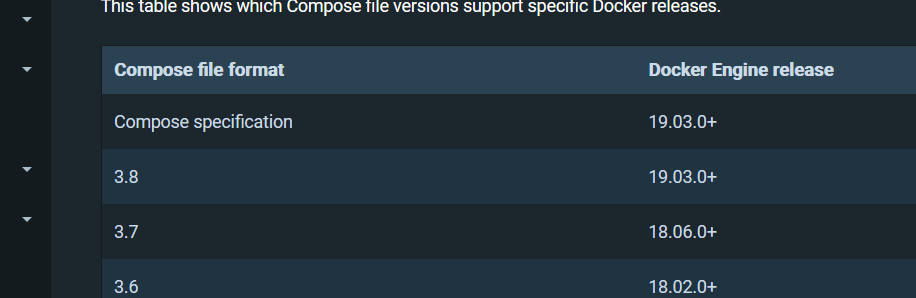 This table shows which Compose file versions support specific Docker releases.
Compose file format Docker Engine release
Compose specification 19.03.0+
3.8 19.03.0+
3.7 18.06.0+
3.6 18.02.0+